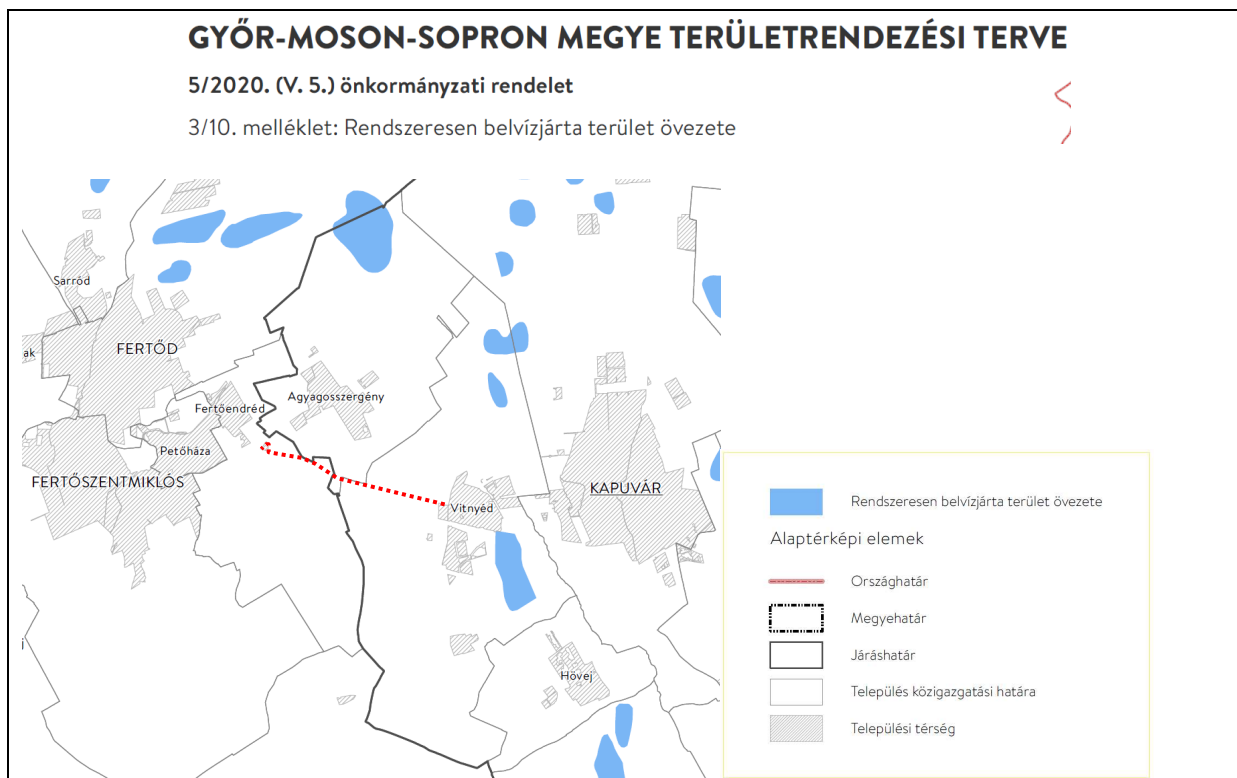 GYŐR-MOSON-SOPRON MEGYE TERÜLETRENDEZÉSI TERVE
5/2020. (V. 5.) önkormányzati rendelet
3/10. melléklet: Rendszeresen belvízjárta terület övezete
Sarród
FERTŐD
ak
Agyagosszergény
Fertőendréd
Petőháza
FERTŐSZENTMIKLÓS
KAPUVÁR
Vitnyéd
Hövej
Rendszeresen belvízjárta terület övezete
Alaptérképi elemek
Országhatár
Megyehatár
Járáshatár
Település közigazgatási határa
Települési térség